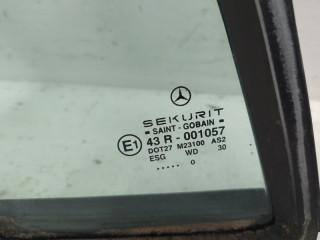 SEKURIT
▪ SAINT - GOBAIN ▪
E1 43 R - 001057
DOT27 M23100 AS2
ESG WD 30
..... 0